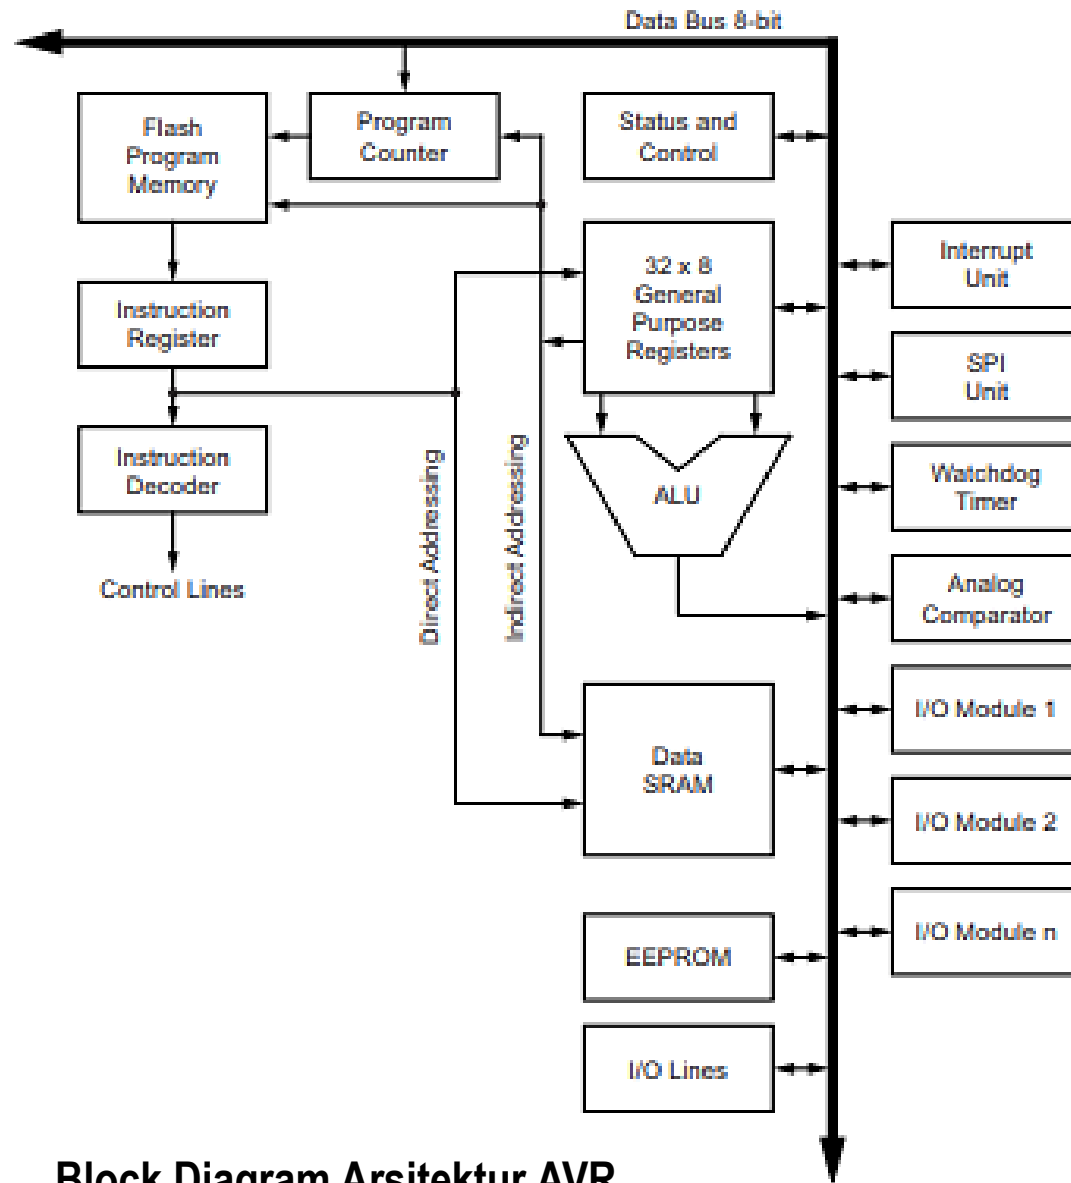 Data Bus 8-bit
Flash
Program
Memory
Program
Counter
Status and
Control
32 x 8
General
Purpose
Registers
Interrupt
Unit
Instruction
Register
SPI
Unit
Instruction
Decoder
Direct Addressing
Indirect Addressing
ALU
Watchdog
Timer
Control Lines
Analog
Comparator
I/O Module 1
Data
SRAM
I/O Module 2
I/O Module n
EEPROM
I/O Lines
Block Diagram Arsitektur AVR